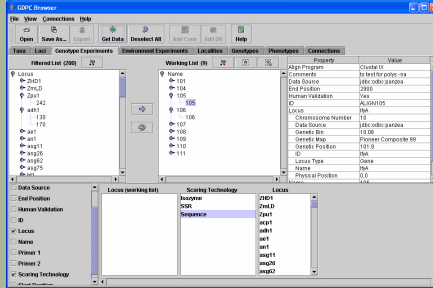 GDPC Browser
File View Connections Help
Open Save As... Export Get Data Deselect All Add Conn Add DB Help
Taxa Loci Genotype Experiments Environment Experiments Localities Genotypes Phenotypes Connections
Filtered List (200)
Locus
ZHD1
ZmLD
Zpu1
242
adh1
130
170
ae1
an1
asg11
asg26
asg62
asg75
Working List (9)
Name
101
104
105
105
106
106
107
108
109
110
111
Property Value
Align Program Clustal IX
Comments to test for polys -sa
Data Source jdbc:odbc:panzea
End Position 2900
Human Validation Yes
ID ALIGN105
Locus
Chromosome Number 10
Data Source jdbc:odbc:panzea
Genetic Bin 10.06
Genetic Map Pioneer Composite 99
Genetic Position 101.9
ID
Locus Type Gene
Name
Physical Position 0.0
Data Source
End Position
Human Validation
ID
Locus
Name
Primer 1
Primer 2
Scoring Technology
Start Position
Locus (working list)
Scoring Technology
Isozyme
SSR
Sequence
Locus
ZHD1
ZmLD
Zpu1
acp1
adh1
ae1
an1
asg11
asg26
asg62